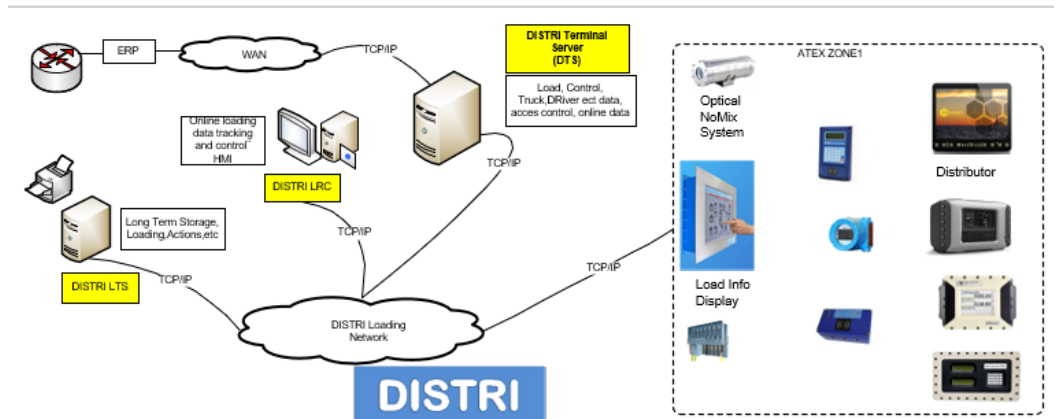 ERP
WAN
TCP/IP
DISTRI Terminal
Server
(DTS)
Load, Control,
Truck,DRiver ect data,
acces control, online data
Online loading
data tracking
and control
HMI
DISTRI LRC
TCP/IP
TCP/IP
Long Term Storage,
Loading,Actions,etc
DISTRI LTS
TCP/IP
DISTRI Loading
Network
TCP/IP
DISTRI
ATEX ZONE1
Optical
NoMix
System
Distributor
Load Info
Display